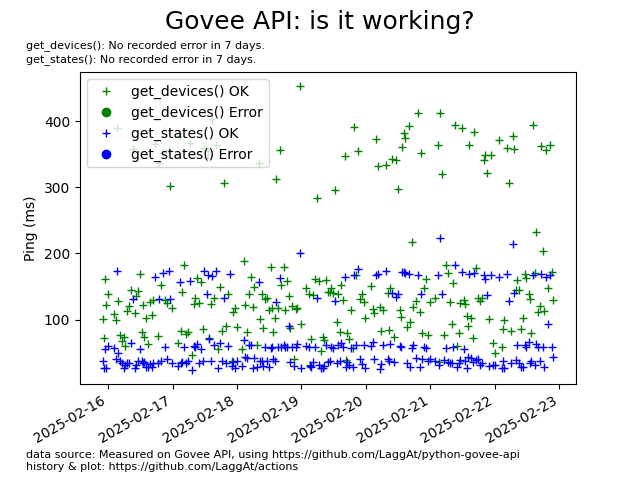 Govee API: is it working?
get_devices(): No recorded error in 7 days.
get_states(): No recorded error in 7 days.
get_devices() OK
get_devices() Error
get_states() OK
get_states() Error
Ping (ms)
400
300
200
100
2025-02-16
2025-02-17
2025-02-18
2025-02-19
2025-02-20
2025-02-21
2025-02-22
2025-02-23
data source: Measured on Govee API, using https://github.com/LaggAt/python-govee-api
history & plot: https://github.com/LaggAt/actions